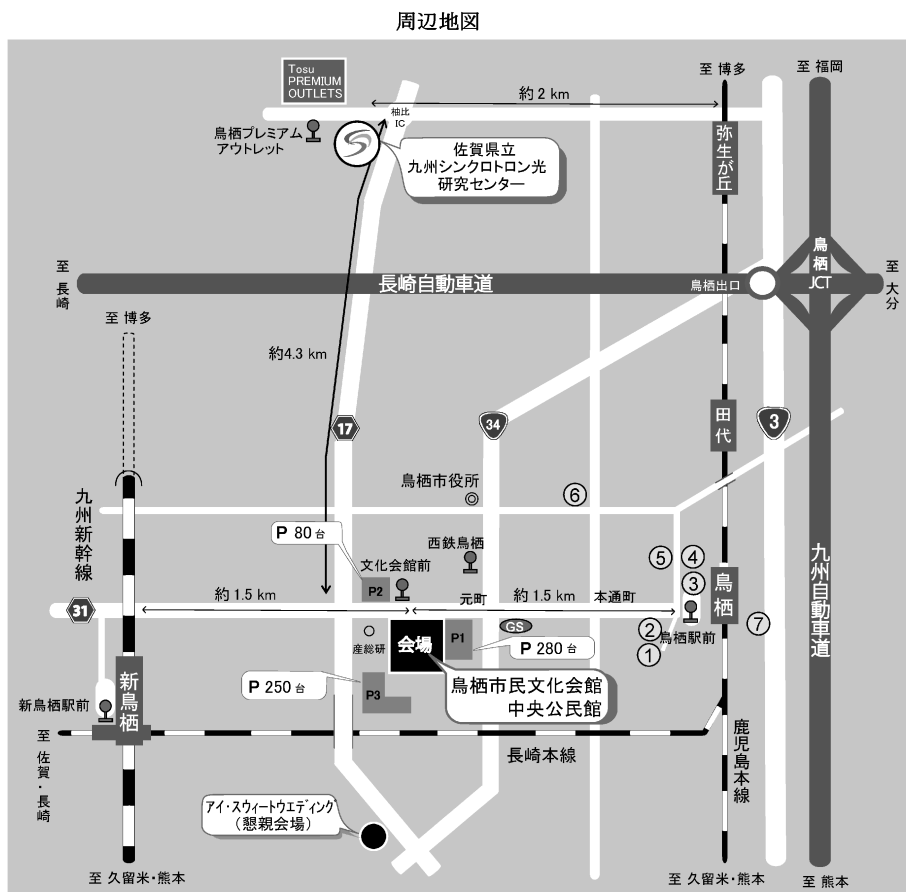 周辺地図
Tosu
PREMIUM
OUTLETS
鳥栖プレミアム
アウトレット
約2 km
柚比
IC
佐賀県立
九州シンクロトロン光
研究センター
至 博多
至 福岡
弥生が丘
至 長崎
長崎自動車道
鳥栖出口
鳥栖
JCT
至 大分
至 博多
約4.3 km
17
34
田代
3
鳥栖市役所
⑥
九州新幹線
P 80台
西鉄鳥栖
文化会館前
P2
⑤
④
③
鳥栖
九州自動車道
31
約1.5 km
元町
約1.5 km
本通町
鳥栖駅前
⑦
②
①
産総研
会場
P1
GS
P 280台
P 250台
P3
鳥栖市民文化会館
中央公民館
新鳥栖
新鳥栖駅前
至 佐賀・長崎
長崎本線
鹿児島本線
アイ・スウィートウエディング
(懇親会場)
至 久留米・熊本
至 久留米・熊本
至 熊本